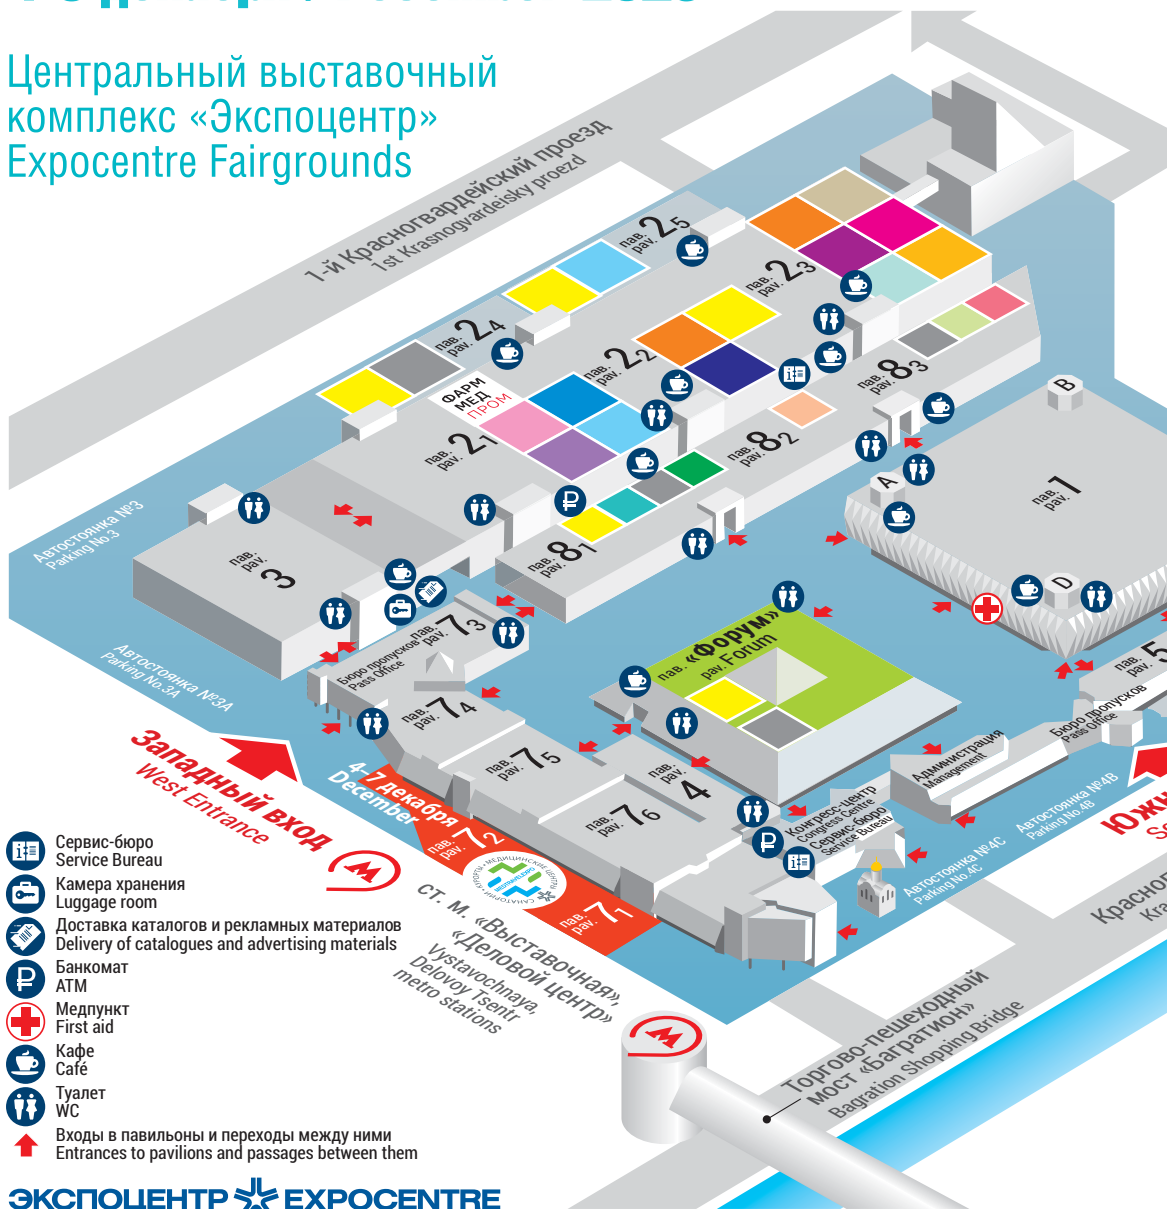 Центральный выставочный
комплекс «Экспоцентр»
Expocentre Fairgrounds
1-й Красногвардейский проезд
1st Krasnogvardeisky proezd
пав.
pav. 2₅
пав.
pav. 2₃
пав.
pav. 2₄
пав.
pav. 2₂
пав.
pav. 8₃
ФАРМ
МЕД
ПРОМ
пав.
pav. 2₁
пав.
pav. 8₂
B
A
пав.
pav. 1
Автостоянка №3
Parking No.3
пав.
pav. 3
пав.
pav. 8₁
D
пав.
pav. 7₃
Бюро пропусков
Pass Office
пав. «Форум»
pav. Forum
пав.
pav. 5
Автостоянка №3А
Parking No.3A
пав.
pav. 7₄
Бюро пропусков
Pass Office
Западный вход
West Entrance
пав.
pav. 7₅
пав.
pav. 4
Администрация
Management
4–7 декабря
December
пав.
pav. 7₂
пав.
pav. 7₆
Конгресс-центр
Congress Centre
Сервис-бюро
Service Bureau
Автостоянка №4В
Parking No.4B
Автостоянка №4С
Parking No.4C
САНАТОРИИ • КУРОРТЫ • МЕДИЦИНСКИЕ ЦЕНТРЫ
пав.
pav. 7₁
ст. м. «Выставочная»,
«Деловой центр»
Vystavochnaya,
Delovoy Tsentr
metro stations
Торгово-пешеходный
мост «Багратион»
Bagration Shopping Bridge
Сервис-бюро
Service Bureau
Камера хранения
Luggage room
Доставка каталогов и рекламных материалов
Delivery of catalogues and advertising materials
Банкомат
ATM
Медпункт
First aid
Кафе
Café
Туалет
WC
Входы в павильоны и переходы между ними
Entrances to pavilions and passages between them
ЭКСПОЦЕНТР EXPOCENTRE